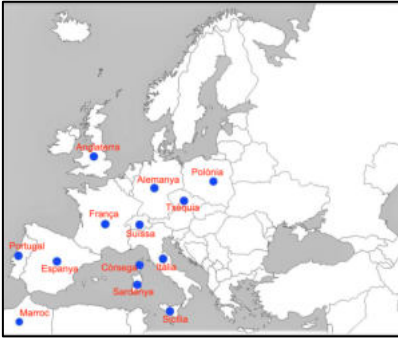 Anglaterra
Polònia
Alemanya
Txèquia
França
Suïssa
Portugal
Espanya
Còrsega
Itàlia
Sardenya
Marroc
Sicília